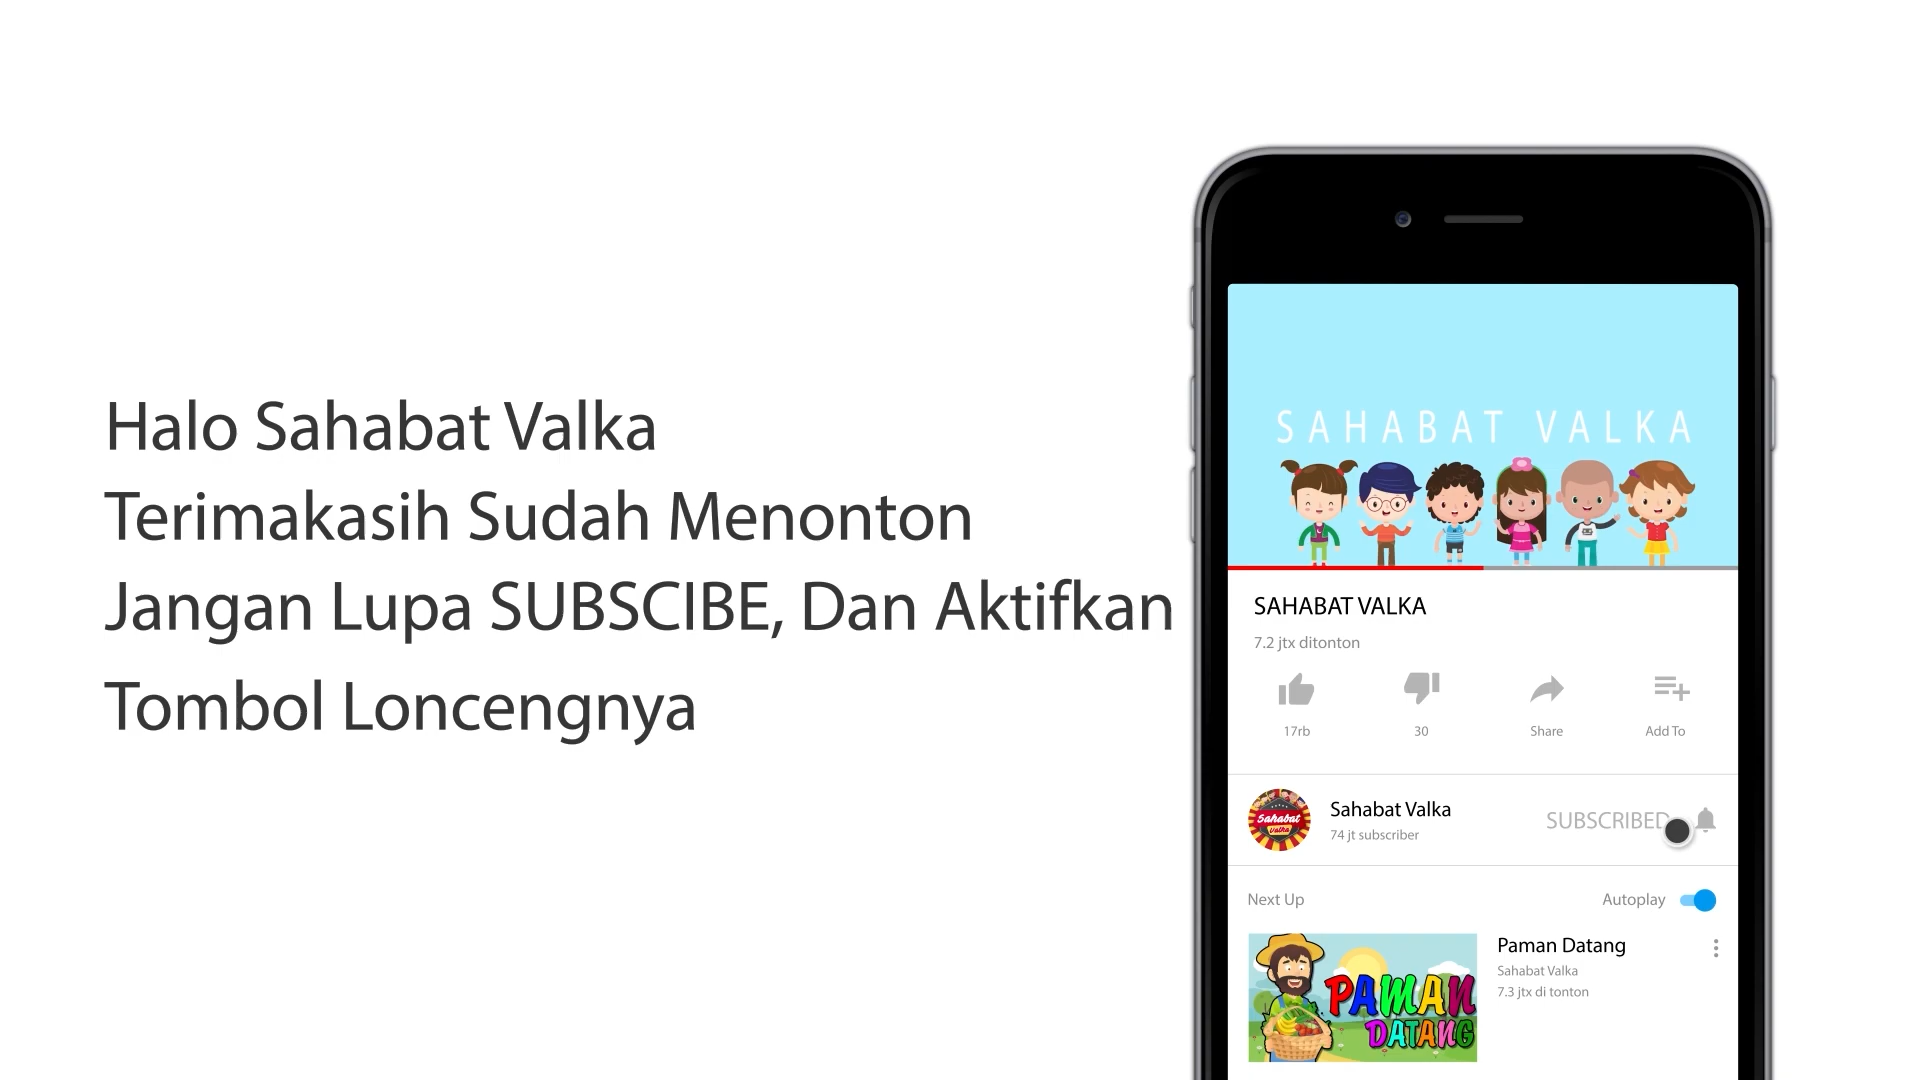 Halo Sahabat Valka
Terimakasih Sudah Menonton
Jangan Lupa SUBSCIBE, Dan Aktifkan
Tombol Loncengnya
SAHABAT VALKA
SAHABAT VALKA
7.2 jtx ditonton
17rb
30
Share
Add To
Sahabat Valka
Sahabat Valka
74 jt subscriber
SUBSCRIBED
Next Up
Autoplay
PAMAN
DATANG
Paman Datang
Sahabat Valka
7.3 jtx di tonton